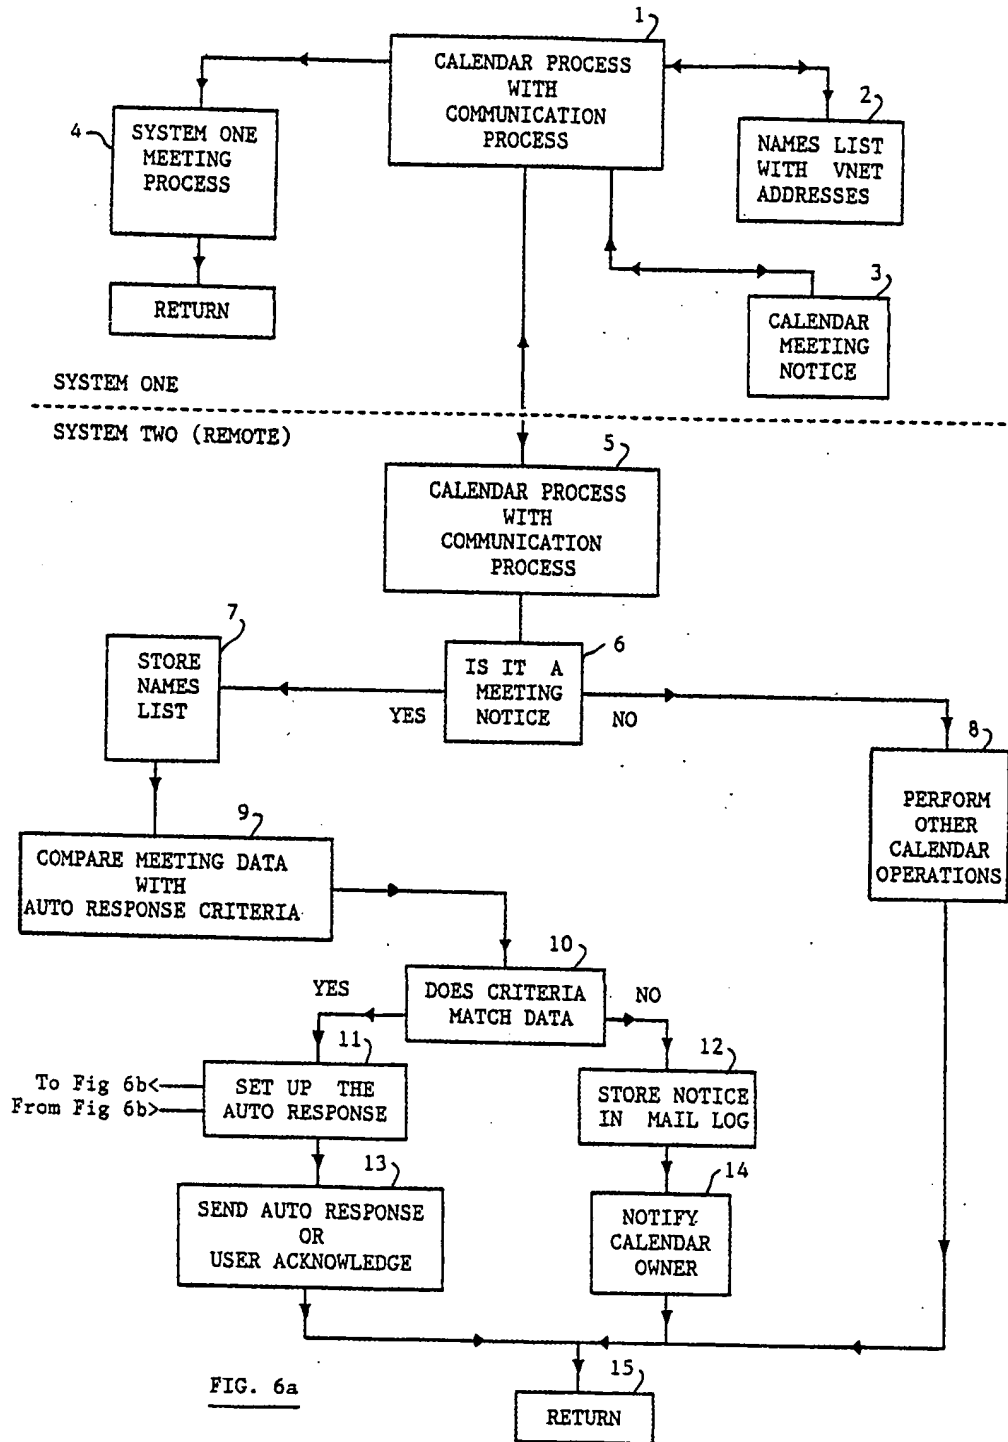 1
CALENDAR PROCESS
WITH
COMMUNICATION
PROCESS
2
NAMES LIST
WITH VNET
ADDRESSES
4
SYSTEM ONE
MEETING
PROCESS
RETURN
3
CALENDAR
MEETING
NOTICE
SYSTEM ONE
SYSTEM TWO (REMOTE)
5
CALENDAR PROCESS
WITH
COMMUNICATION
PROCESS
7
STORE
NAMES
LIST
6
IS IT A
MEETING
NOTICE
YES
NO
8
PERFORM
OTHER
CALENDAR
OPERATIONS
9
COMPARE MEETING DATA
WITH
AUTO RESPONSE CRITERIA
10
DOES CRITERIA
MATCH DATA
YES
NO
11
SET UP THE
AUTO RESPONSE
To Fig 6b<
From Fig 6b>
12
STORE NOTICE
IN MAIL LOG
13
SEND AUTO RESPONSE
OR
USER ACKNOWLEDGE
14
NOTIFY
CALENDAR
OWNER
15
RETURN
FIG. 6a